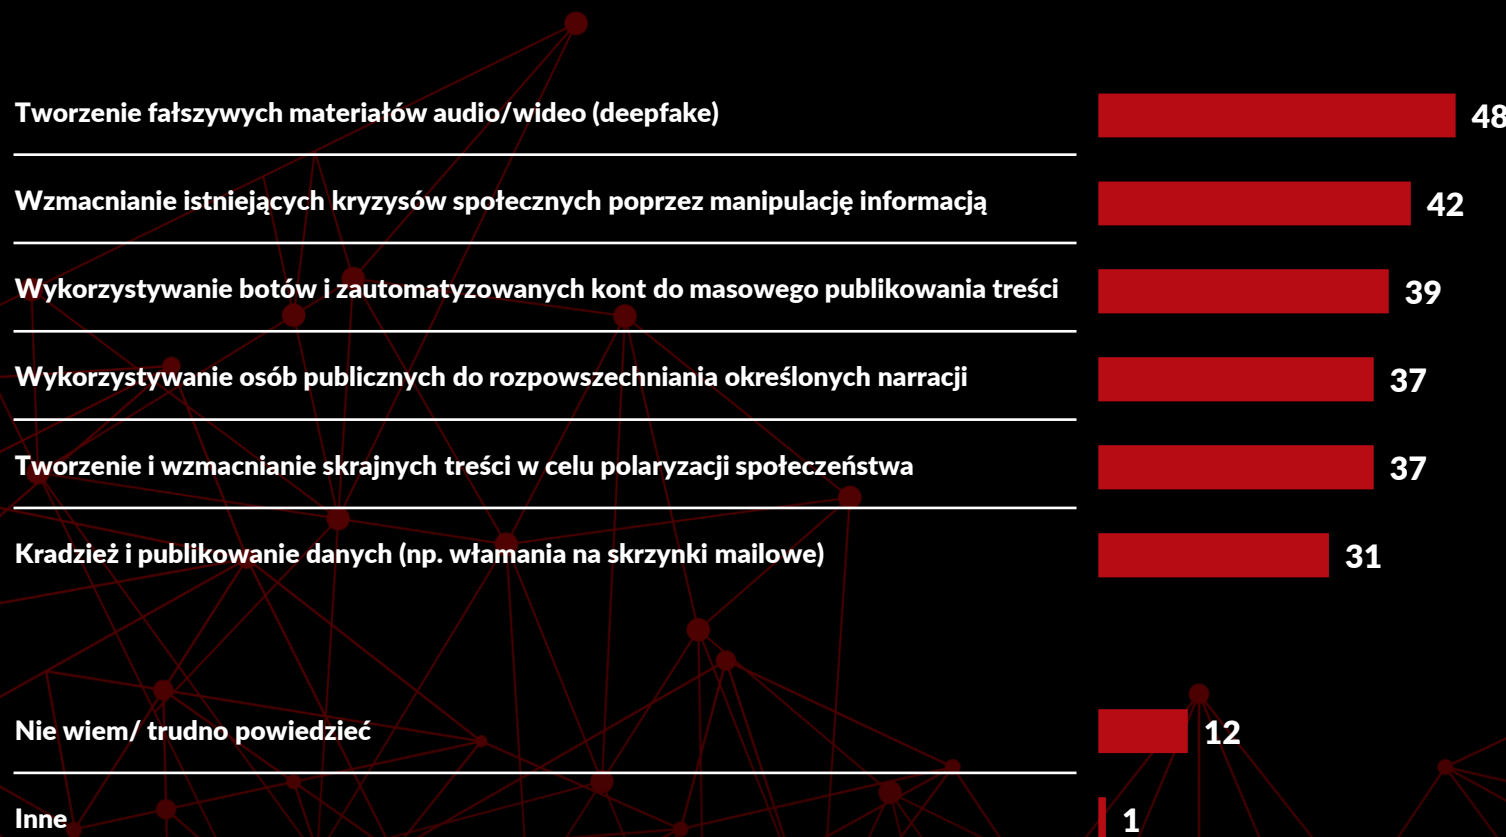 Tworzenie fałszywych materiałów audio/wideo (deepfake) 48
Wzmacnianie istniejących kryzysów społecznych poprzez manipulację informacją 42
Wykorzystywanie botów i zautomatyzowanych kont do masowego publikowania treści 39
Wykorzystywanie osób publicznych do rozpowszechniania określonych narracji 37
Tworzenie i wzmacnianie skrajnych treści w celu polaryzacji społeczeństwa 37
Kradzież i publikowanie danych (np. włamania na skrzynki mailowe) 31
Nie wiem/ trudno powiedzieć 12
Inne 1